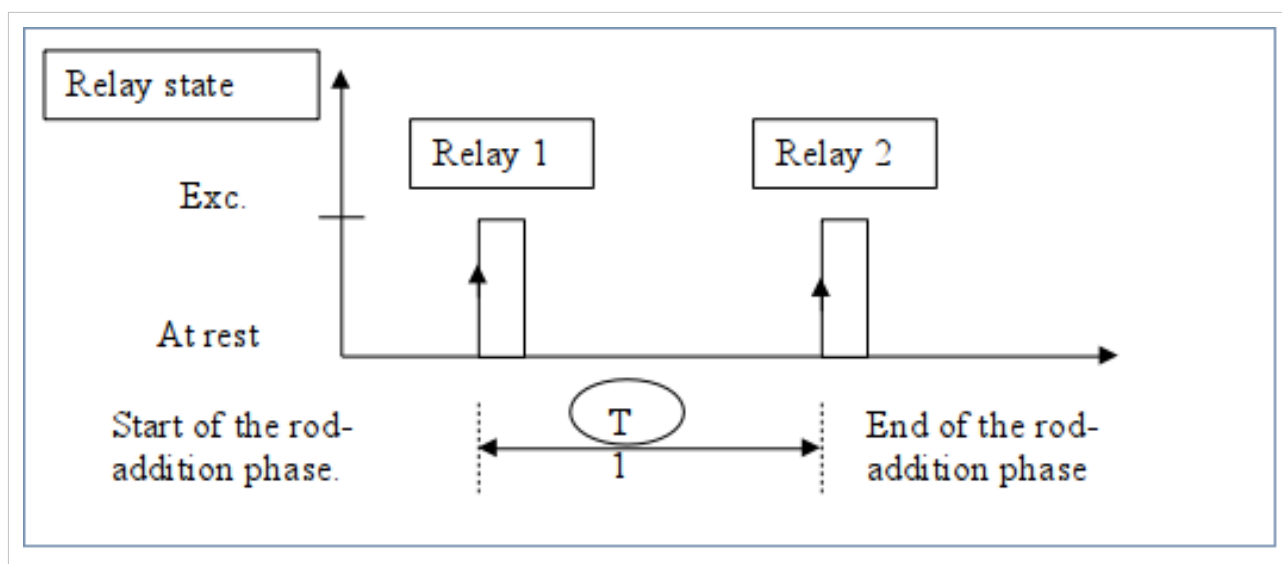 Relay state
Relay 1
Relay 2
Exc.
At rest
Start of the rod-
addition phase.
T
1
End of the rod-
addition phase